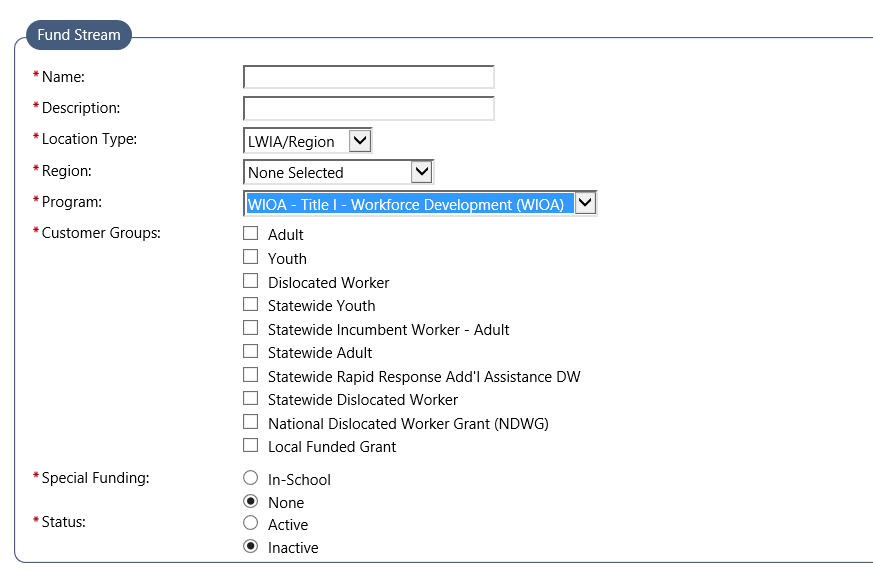 Fund Stream
* Name:
* Description:
* Location Type: LWIA/Region
* Region: None Selected
* Program: WIOA - Title I - Workforce Development (WIOA)
* Customer Groups: Adult
Youth
Dislocated Worker
Statewide Youth
Statewide Incumbent Worker - Adult
Statewide Adult
Statewide Rapid Response Add'l Assistance DW
Statewide Dislocated Worker
National Dislocated Worker Grant (NDWG)
Local Funded Grant
* Special Funding: In-School
None
* Status: Active
Inactive